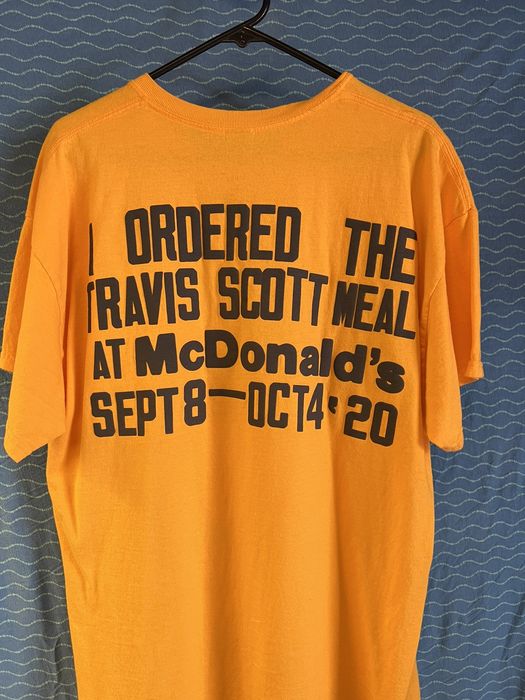 I ORDERED THE
TRAVIS SCOTT MEAL
AT McDonald's
SEPT 8—OCT 4 '20